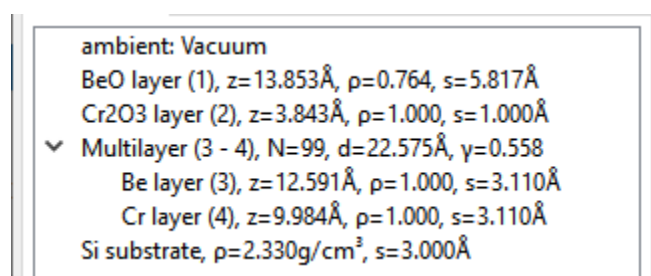 ambient: Vacuum
BeO layer (1), z=13.853Å, ρ=0.764, s=5.817Å
Cr2O3 layer (2), z=3.843Å, ρ=1.000, s=1.000Å
Multilayer (3 - 4), N=99, d=22.575Å, γ=0.558
Be layer (3), z=12.591Å, ρ=1.000, s=3.110Å
Cr layer (4), z=9.984Å, ρ=1.000, s=3.110Å
Si substrate, ρ=2.330g/cm³, s=3.000Å